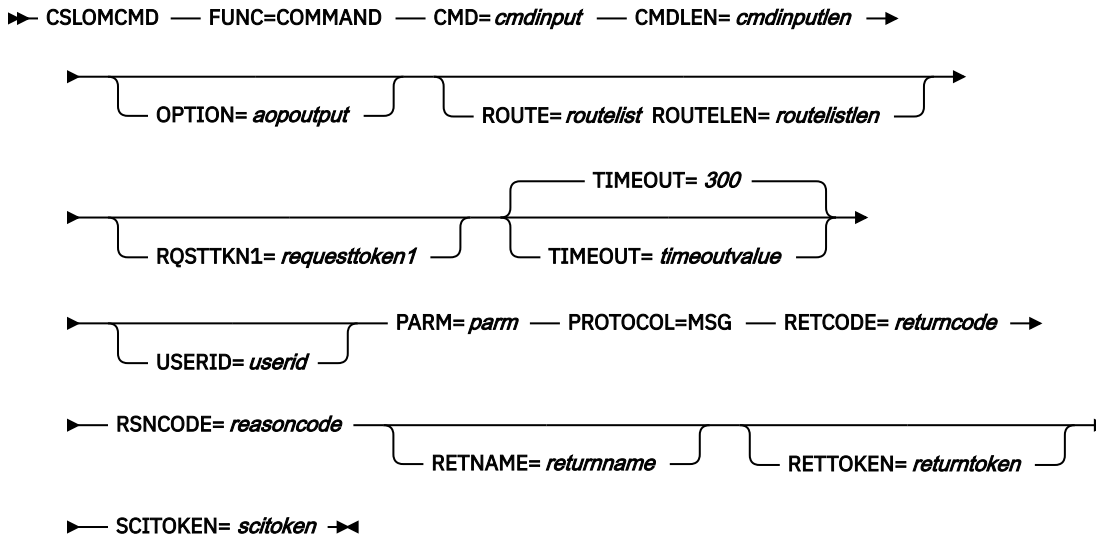 CSLOMCMD FUNC=COMMAND CMD= cmdinput CMDLEN= cmdinputlen
OPTION= aopoutput ROUTE= routelist ROUTELEN= routelistlen
TIMEOUT= 300
RQSTTKN1= requesttoken1 TIMEOUT= timeoutvalue
PARM= parm PROTOCOL=MSG RETCODE= returncode
USERID= userid
RSNCODE= reasoncode
RETNAME= returnname RETTOKEN= returntoken
SCITOKEN= scitoken